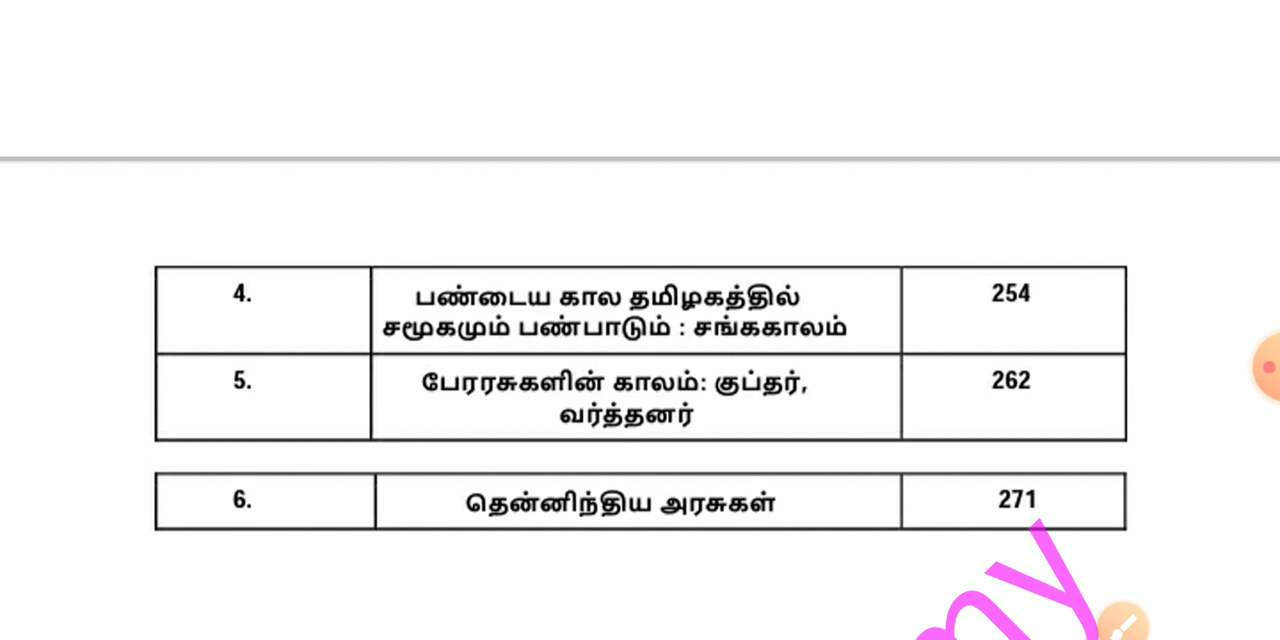 4.
பண்டைய கால தமிழகத்தில்
சமூகமும் பண்பாடும் : சங்ககாலம்
254
5.
பேரரசுகளின் காலம்: குப்தர்,
வர்த்தனர்
262
6.
தென்னிந்திய அரசுகள்
271
my